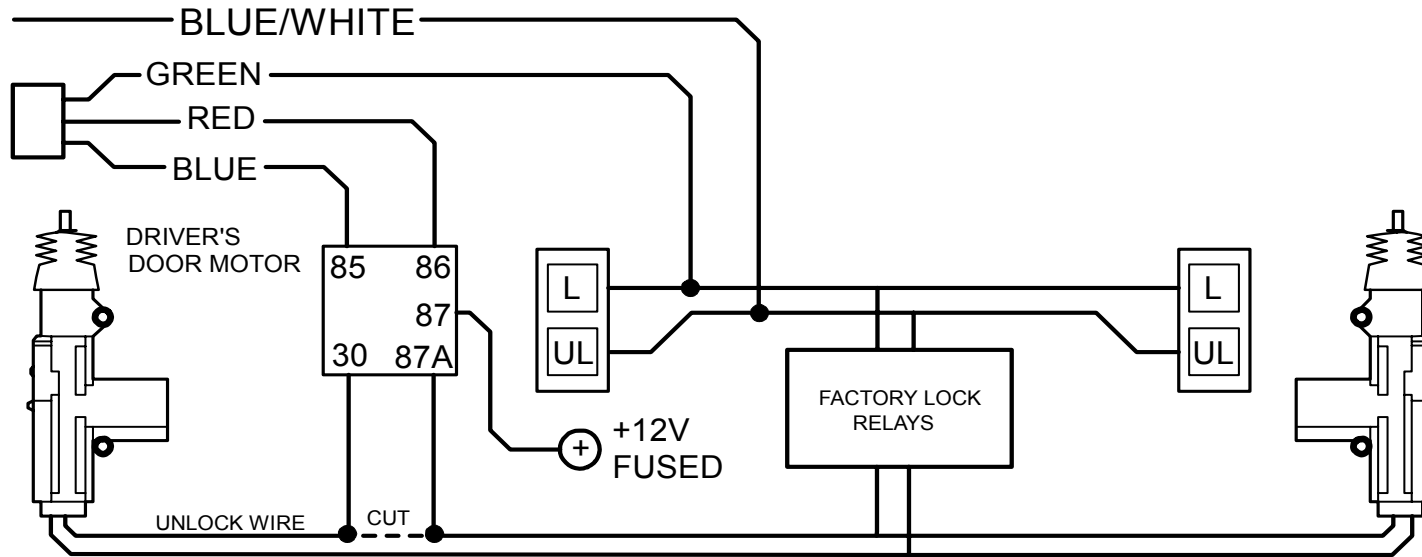 BLUE/WHITE
GREEN
RED
BLUE
DRIVER'S
DOOR MOTOR
85 86
87
30 87A
L
UL
L
UL
FACTORY LOCK
RELAYS
+
+12V
FUSED
UNLOCK WIRE
CUT